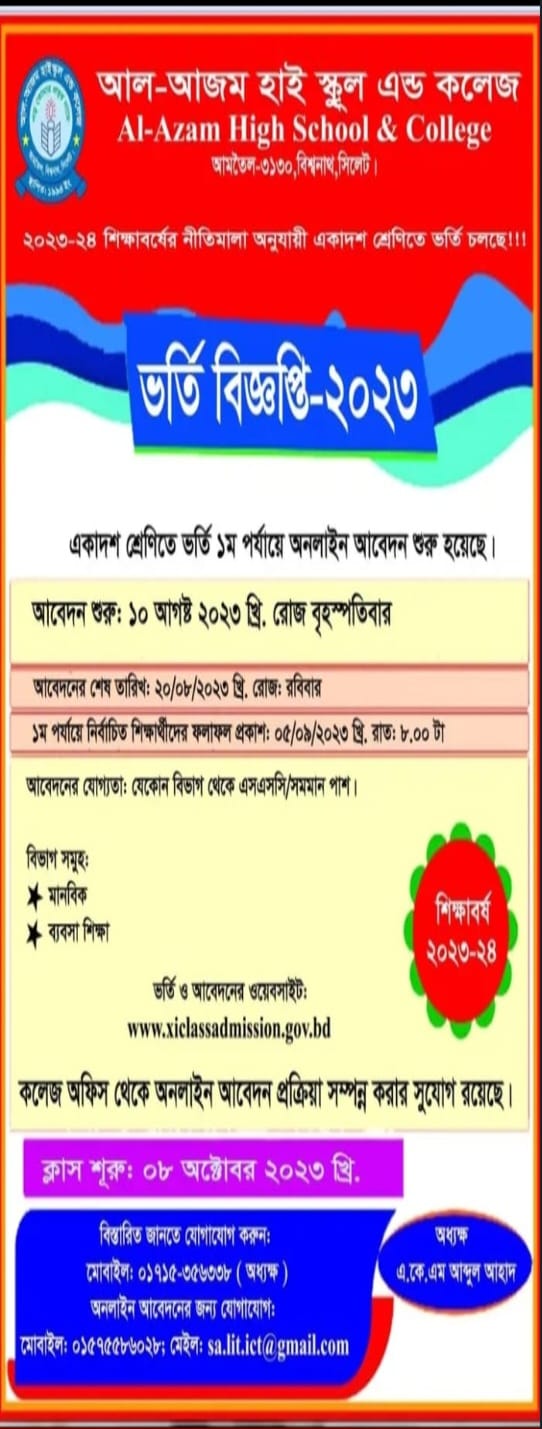 আল-আজম হাই স্কুল এন্ড কলেজ
Al-Azam High School & College
আমতৈল-৩১৩০,বিশ্বনাথ,সিলেট।
২০২৩-২৪ শিক্ষাবর্ষের নীতিমালা অনুযায়ী একাদশ শ্রেণিতে ভর্তি চলছে!!!
ভর্তি বিজ্ঞপ্তি-২০২৩
একাদশ শ্রেণিতে ভর্তি ১ম পর্যায়ে অনলাইন আবেদন শুরু হয়েছে।
আবেদন শুরু: ১০ আগষ্ট ২০২৩ খ্রি. রোজ বৃহস্পতিবার
আবেদনের শেষ তারিখ: ২০/০৮/২০২৩ খ্রি. রোজ: রবিবার
১ম পর্যায়ে নির্বাচিত শিক্ষার্থীদের ফলাফল প্রকাশ: ০৫/০৯/২০২৩ খ্রি. রাত: ৮.০০ টা
আবেদনের যোগ্যতা: যেকোন বিভাগ থেকে এসএসসি/সমমান পাশ।
বিভাগ সমুহ:
মানবিক
ব্যবসা শিক্ষা
শিক্ষাবর্ষ
২০২৩-২৪
ভর্তি ও আবেদনের ওয়েবসাইট:
www.xiclassadmission.gov.bd
কলেজ অফিস থেকে অনলাইন আবেদন প্রক্রিয়া সম্পন্ন করার সুযোগ রয়েছে।
ক্লাস শূরু: ০৮ অক্টোবর ২০২৩ খ্রি.
বিস্তারিত জানতে যোগাযোগ করুন:
মোবাইল: ০১৭১৫-৩৫৬৩৩৮ ( অধ্যক্ষ )
অনলাইন আবেদনের জন্য যোগাযোগ:
মোবাইল: ০১৫৭৫৫৮৬০২৮; মেইল: sa.lit.ict@gmail.com
অধ্যক্ষ
এ.কে.এম আব্দুল আহাদ